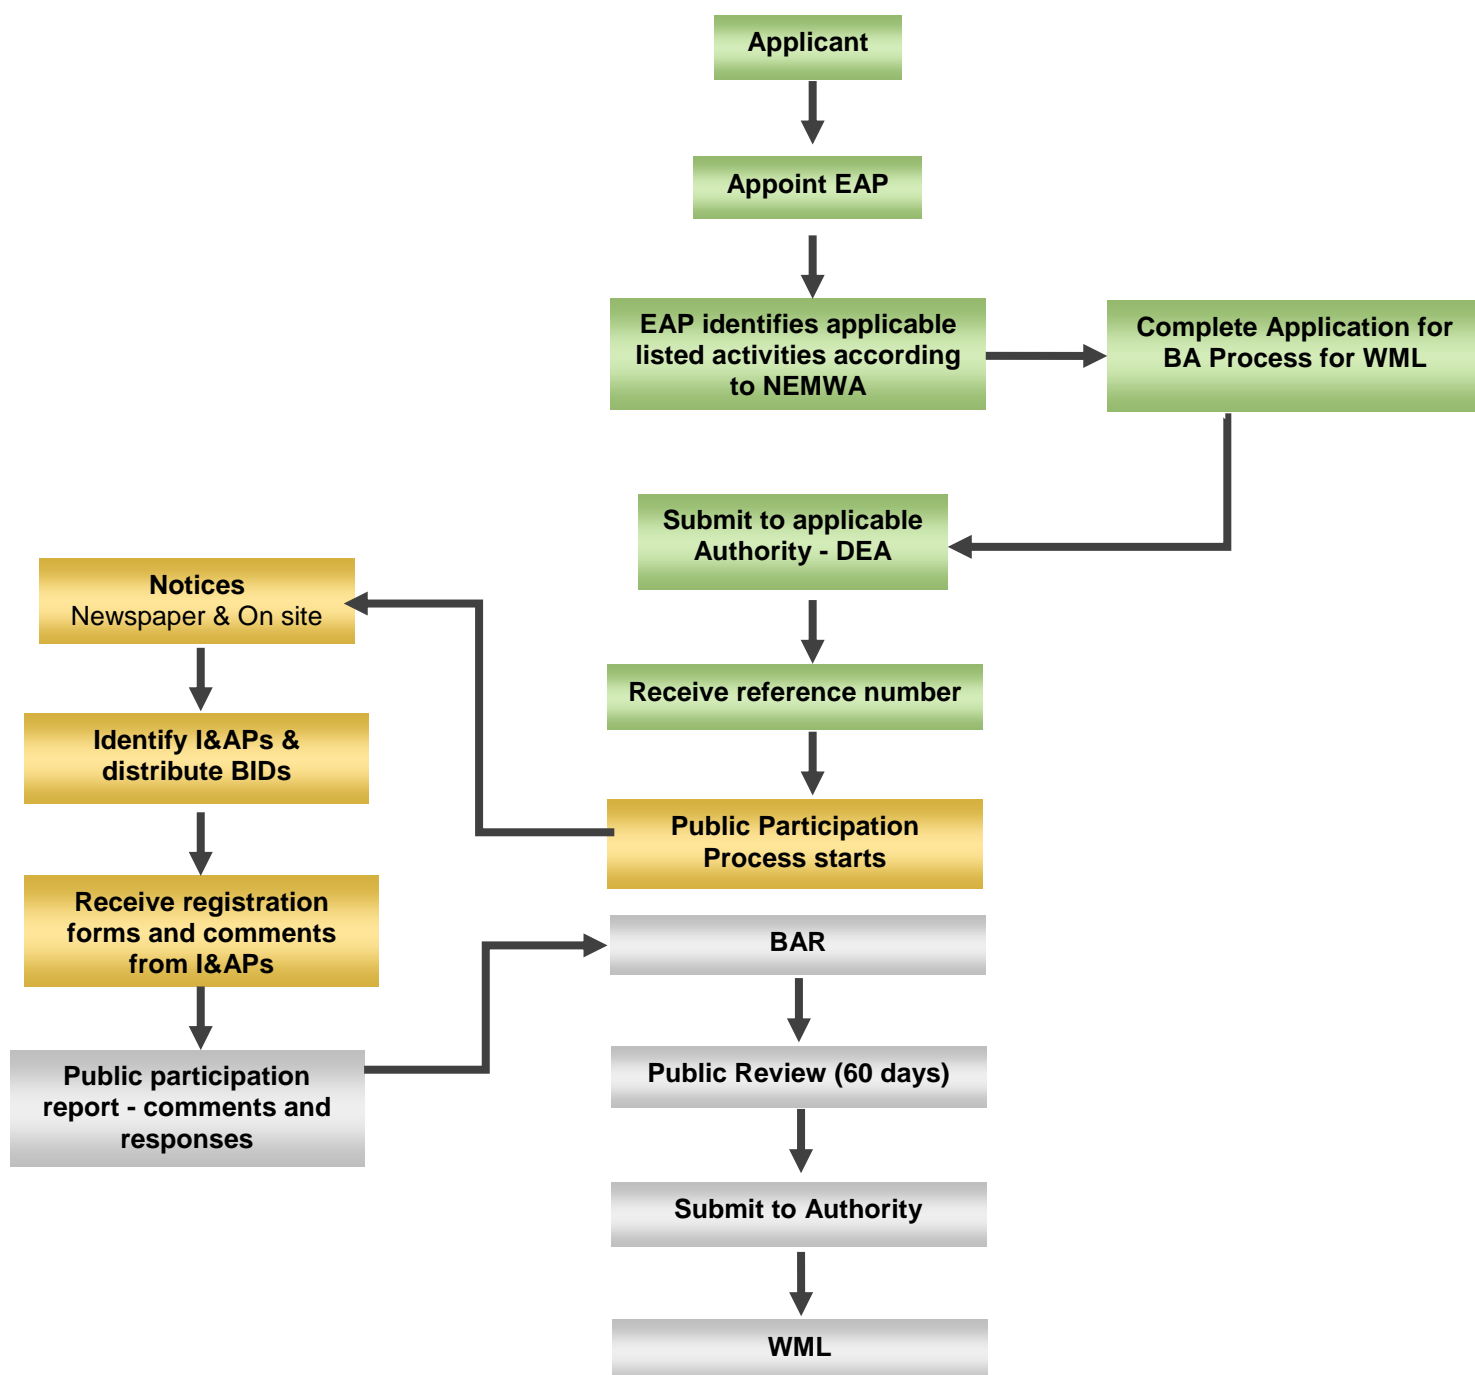 Applicant
Appoint EAP
EAP identifies applicable
listed activities according
to NEMWA
Complete Application for
BA Process for WML
Submit to applicable
Authority - DEA
Receive reference number
Public Participation
Process starts
Notices
Newspaper & On site
Identify I&APs &
distribute BIDs
Receive registration
forms and comments
from I&APs
Public participation
report - comments and
responses
BAR
Public Review (60 days)
Submit to Authority
WML